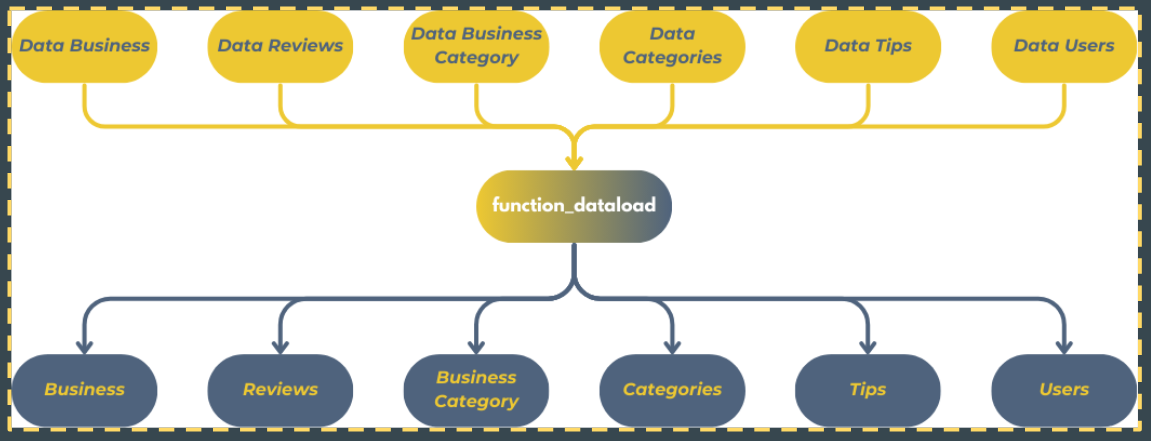 Data Business
Data Reviews
Data Business
Category
Data
Categories
Data Tips
Data Users
function_dataload
Business
Reviews
Business
Category
Categories
Tips
Users